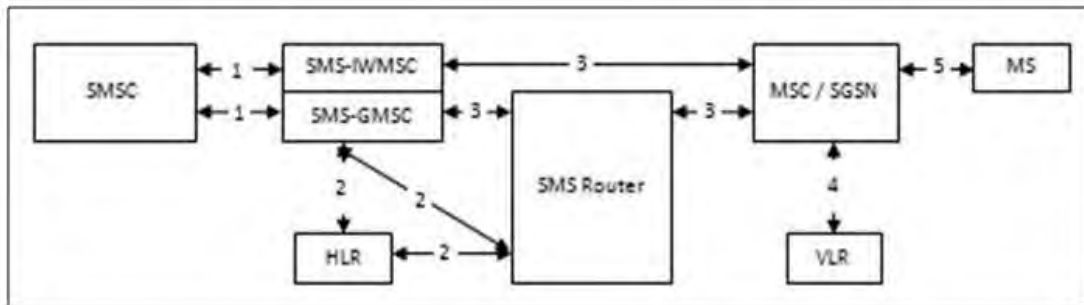 SMSC
1
1
SMS-IWMSC
SMS-GMSC
3
3
3
MSC / SGSN
5
MS
2
2
2
SMS Router
4
HLR
VLR